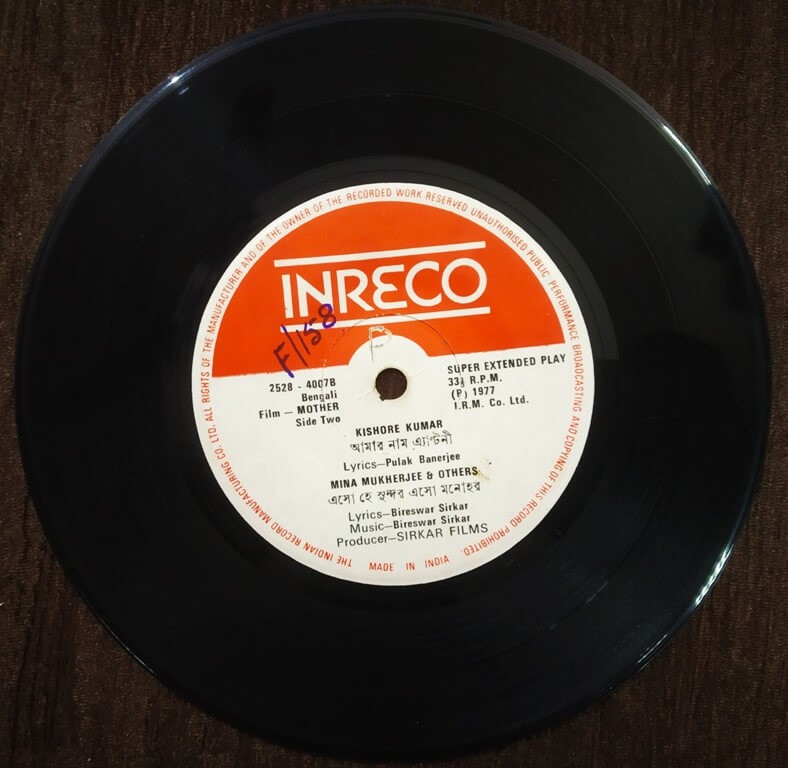 THE INDIAN RECORD MANUFACTURING CO. LTD. ALL RIGHTS OF THE MANUFACTURER AND OF THE OWNER OF THE RECORDED WORK RESERVED UNAUTHORISED PUBLIC PERFORMANCE BROADCASTING AND COPYING OF THIS RECORD PROHIBITED.
INRECO
F/158
P
2528 - 4007B
Bengali
Film — MOTHER
Side Two
SUPER EXTENDED PLAY
33⅓ R.P.M.
(P) 1977
I.R.M. Co. Ltd.
KISHORE KUMAR
আমার নাম এ্যান্টনী
Lyrics—Pulak Banerjee
MINA MUKHERJEE & OTHERS
এসো হে সুন্দর এসো মনোহর
Lyrics—Bireswar Sirkar
Music—Bireswar Sirkar
Producer—SIRKAR FILMS
MADE IN INDIA